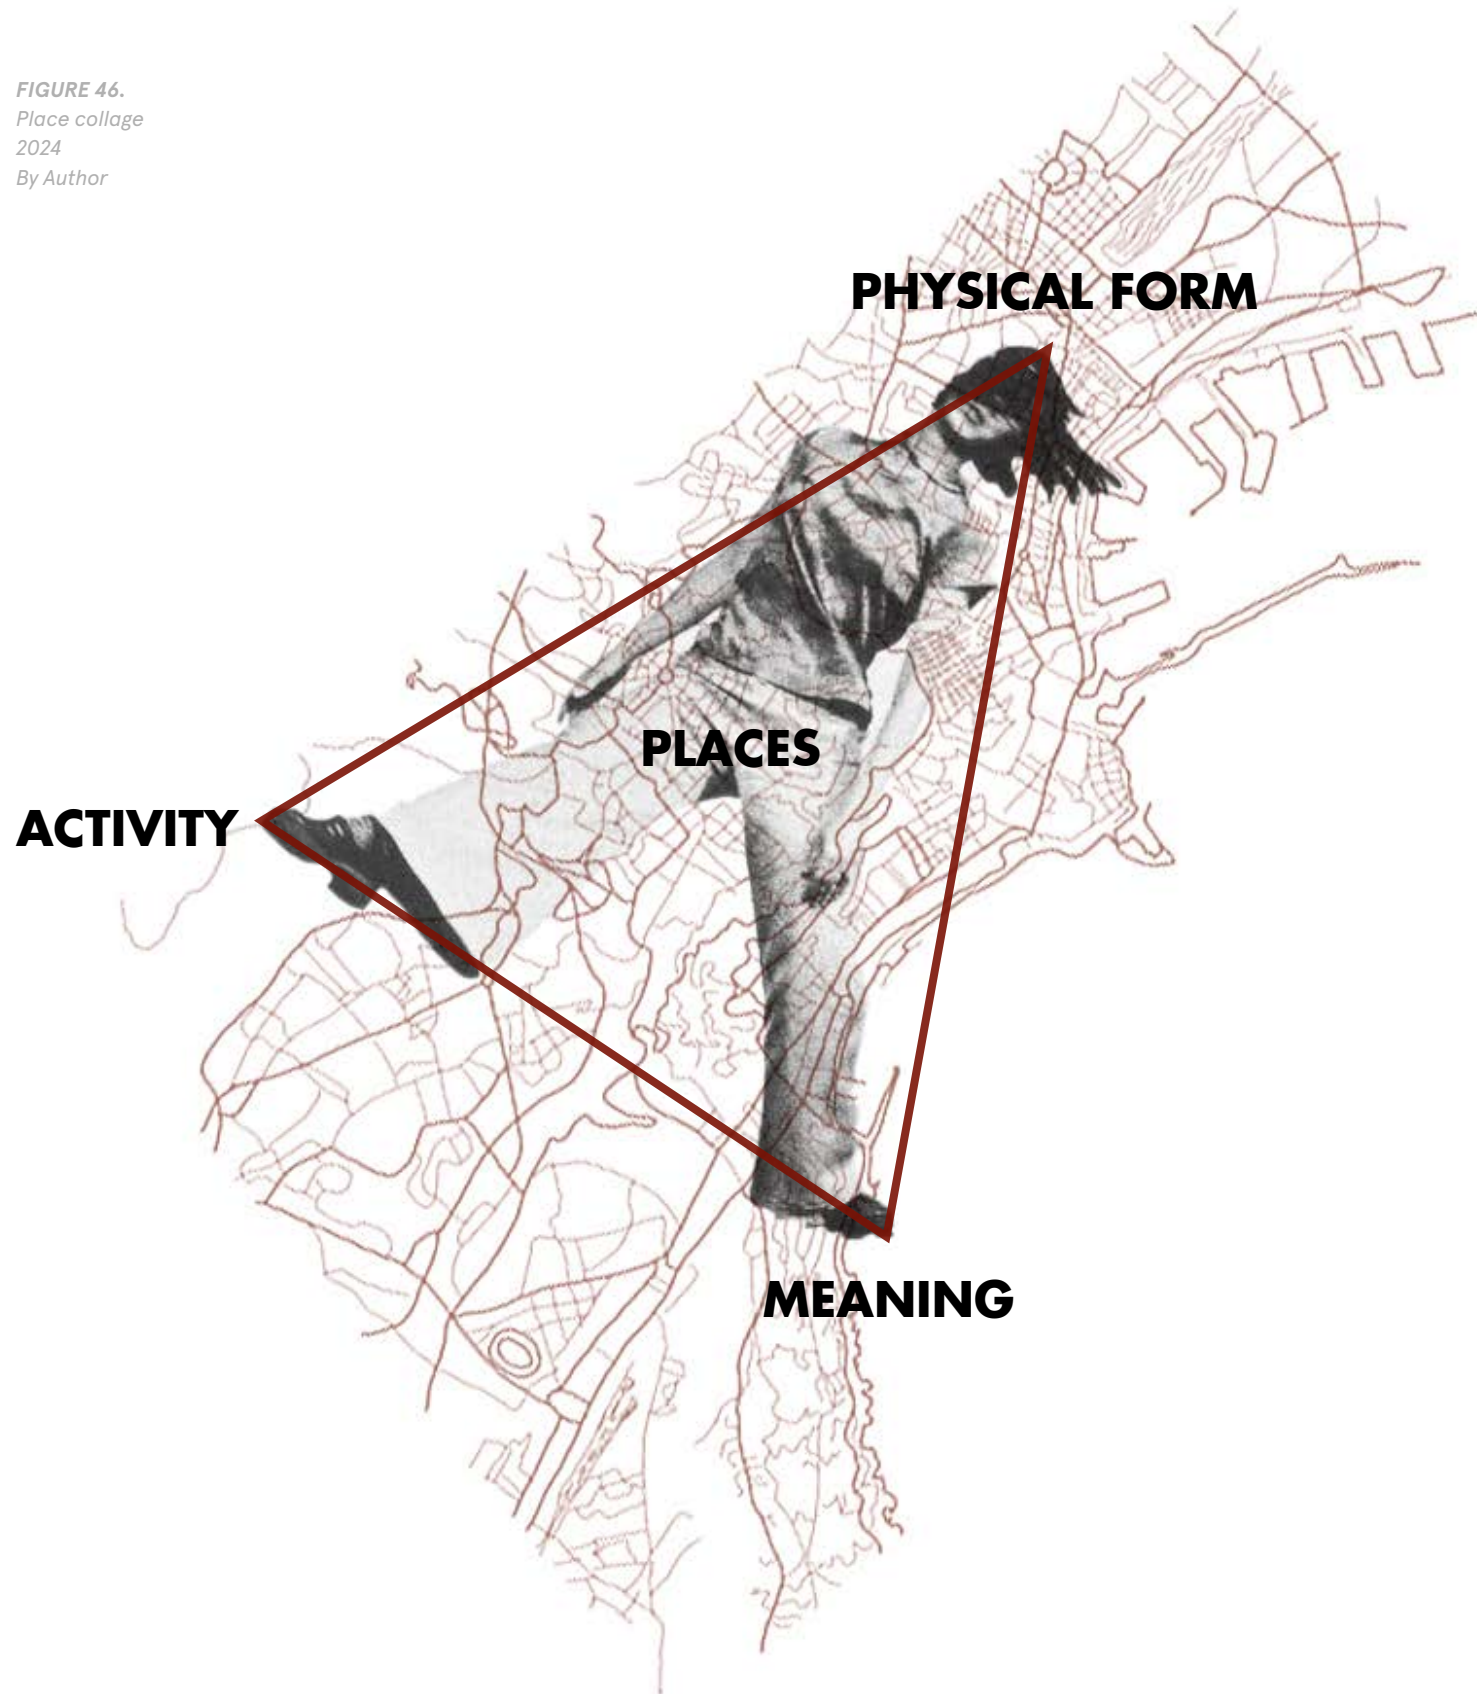 FIGURE 46.
Place collage
2024
By Author
PHYSICAL FORM
PLACES
ACTIVITY
MEANING